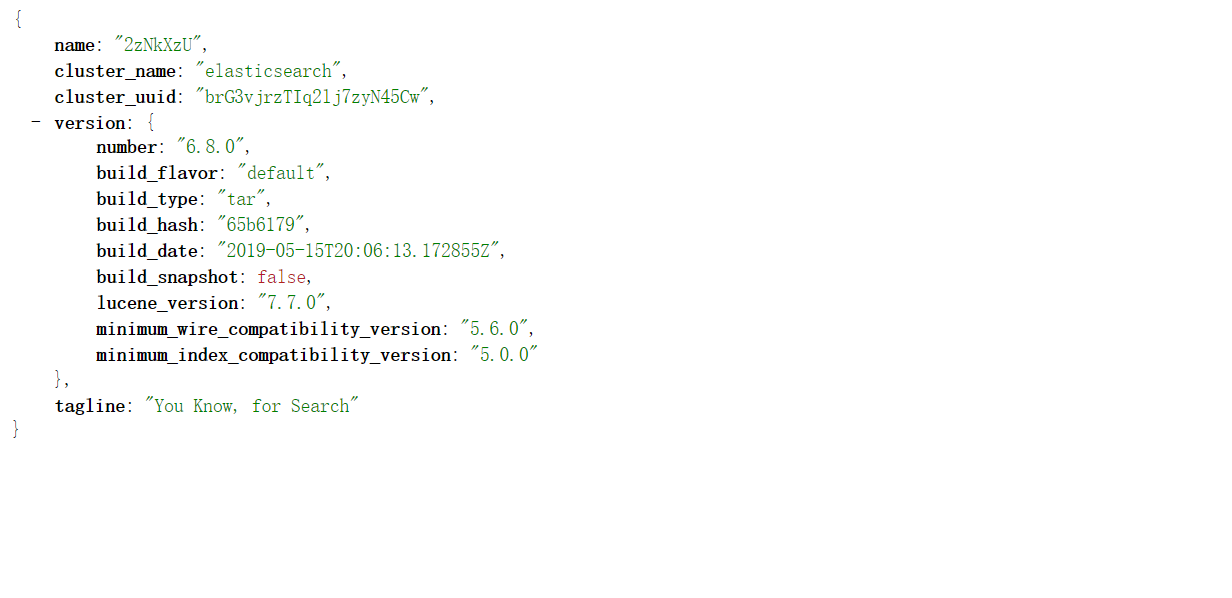 {
name: "2zNkXzU",
cluster_name: "elasticsearch",
cluster_uuid: "brG3vjrzTIq2lj7zyN45Cw",
- version: {
number: "6.8.0",
build_flavor: "default",
build_type: "tar",
build_hash: "65b6179",
build_date: "2019-05-15T20:06:13.172855Z",
build_snapshot: false,
lucene_version: "7.7.0",
minimum_wire_compatibility_version: "5.6.0",
minimum_index_compatibility_version: "5.0.0"
},
tagline: "You Know, for Search"
}